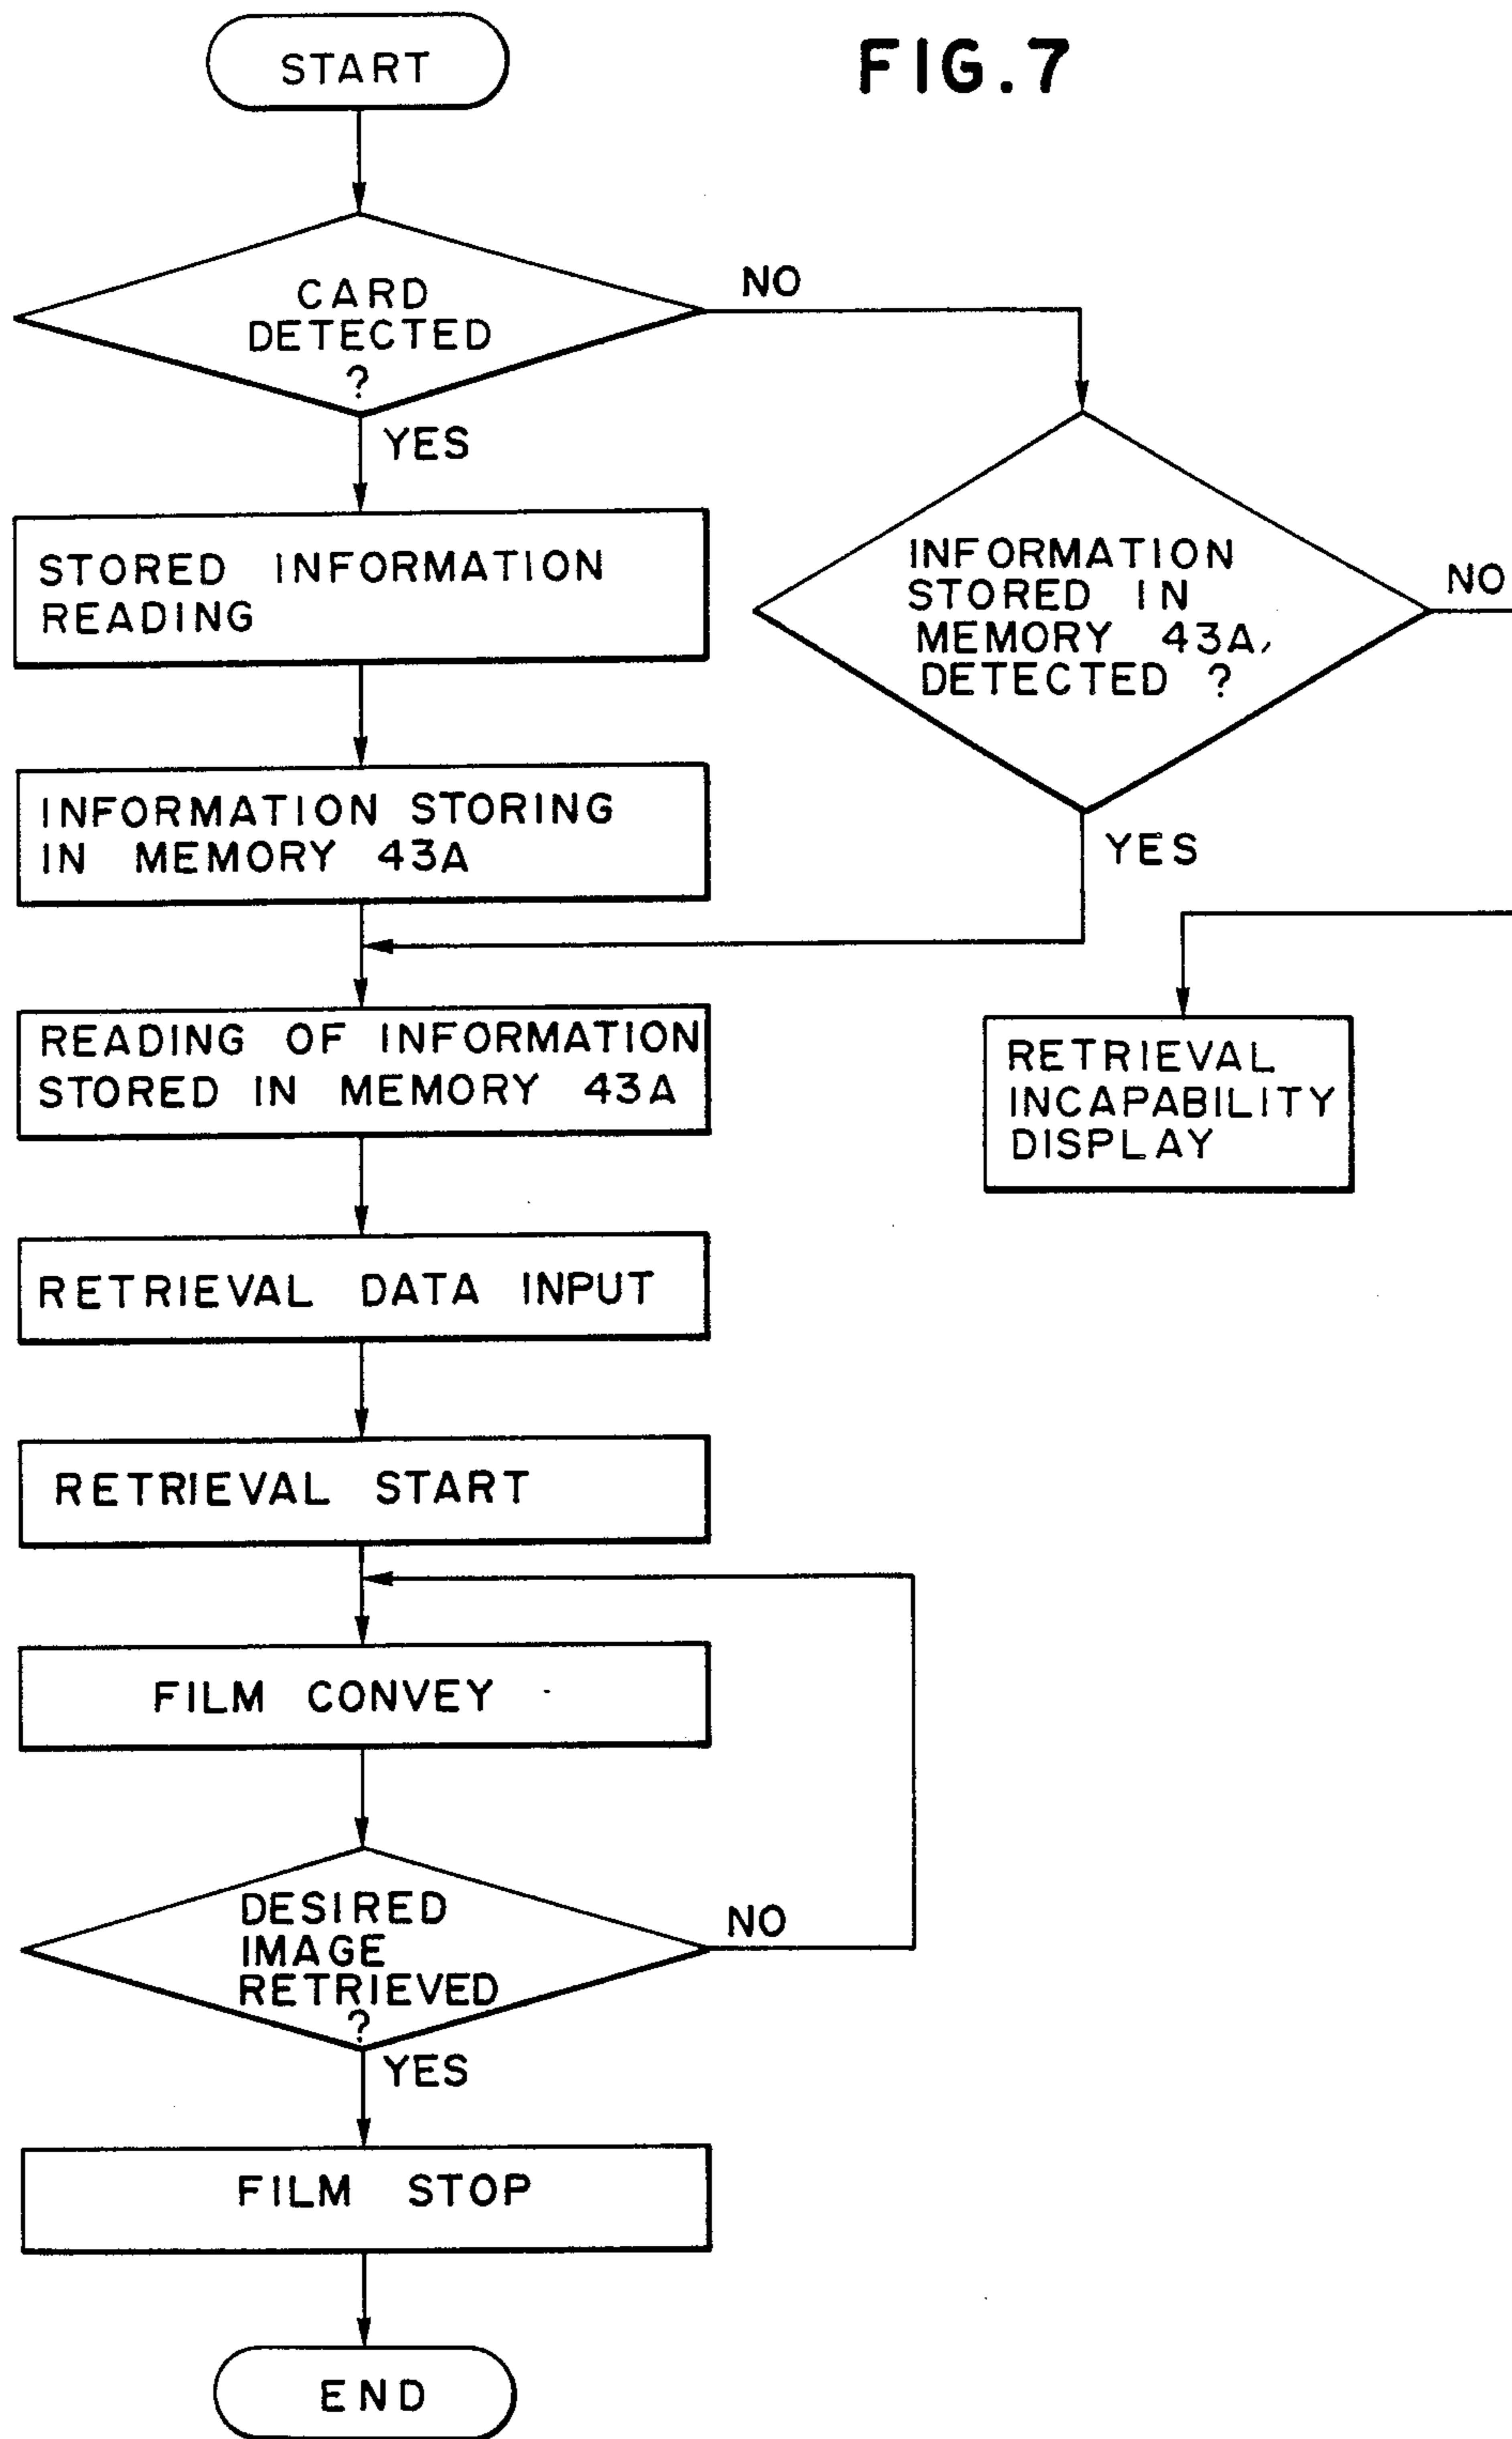 FIG.7
START
CARD
DETECTED
?
NO
YES
STORED INFORMATION
READING
INFORMATION
STORED IN
MEMORY 43A,
DETECTED ?
NO
YES
INFORMATION STORING
IN MEMORY 43A
READING OF INFORMATION
STORED IN MEMORY 43A
RETRIEVAL
INCAPABILITY
DISPLAY
RETRIEVAL DATA INPUT
RETRIEVAL START
FILM CONVEY
DESIRED
IMAGE
RETRIEVED
?
NO
YES
FILM STOP
END